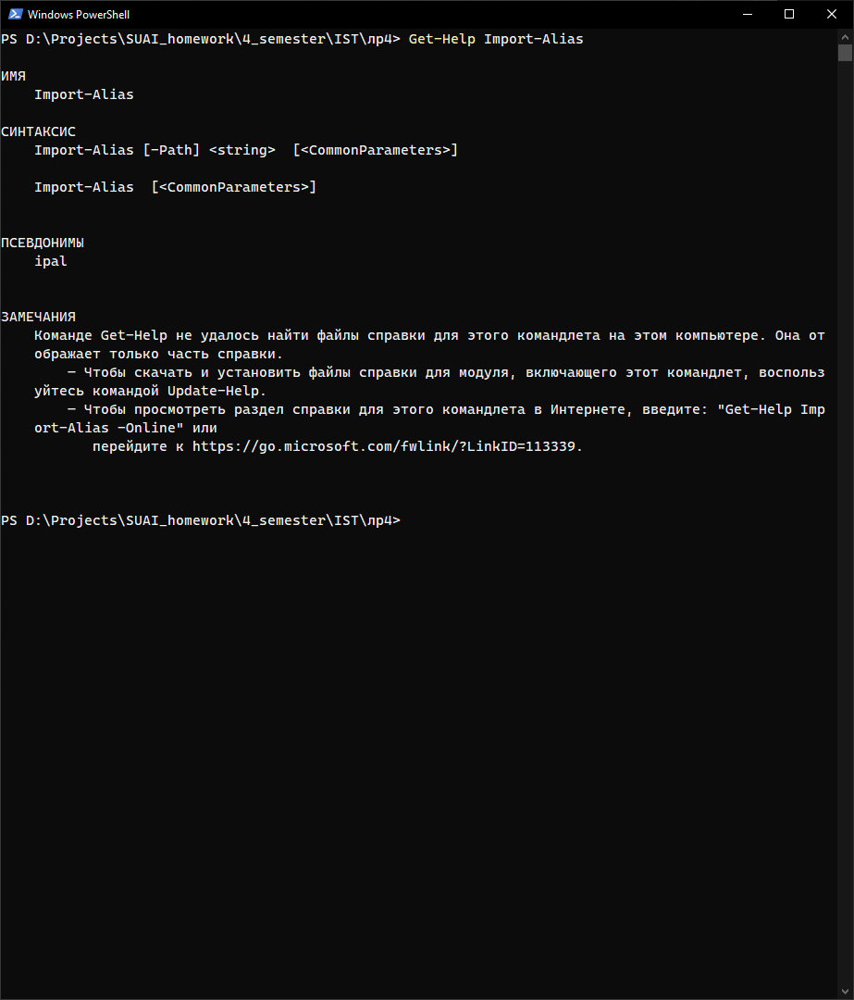 Windows PowerShell
PS D:\Projects\SUAI_homework\4_semester\IST\лр4> Get-Help Import-Alias
ИМЯ
Import-Alias
СИНТАКСИС
Import-Alias [-Path] <string>  [<CommonParameters>]
Import-Alias  [<CommonParameters>]
ПСЕВДОНИМЫ
ipal
ЗАМЕЧАНИЯ
Команде Get-Help не удалось найти файлы справки для этого командлета на этом компьютере. Она от
ображает только часть справки.
— Чтобы скачать и установить файлы справки для модуля, включающего этот командлет, воспольз
уйтесь командой Update-Help.
— Чтобы просмотреть раздел справки для этого командлета в Интернете, введите: "Get-Help Imp
ort-Alias -Online" или
перейдите к https://go.microsoft.com/fwlink/?LinkID=113339.
PS D:\Projects\SUAI_homework\4_semester\IST\лр4>